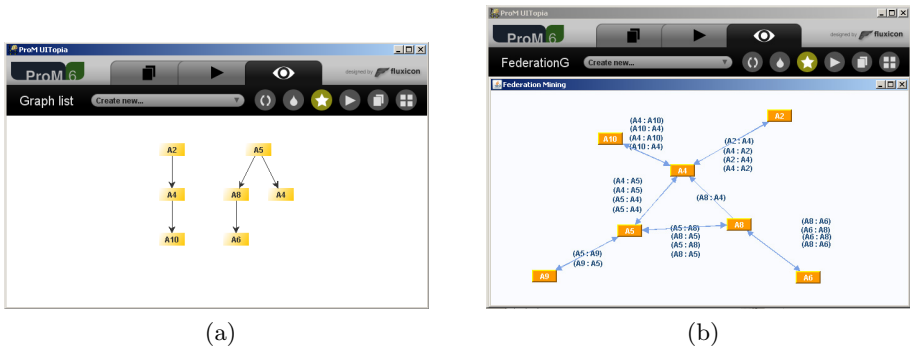 ProM UITopia
ProM 6
designed by fluxicon
Graph list
Create new...
A2
A5
A4
A8
A4
A10
A6
(a)
ProM UITopia
ProM 6
designed by fluxicon
FederationG
Create new...
Federation Mining
A2
(A4 : A10)
(A10 : A4)
(A4 : A10)
(A10 : A4)
A10
(A2 : A4)
(A4 : A2)
(A2 : A4)
(A4 : A2)
A4
(A4 : A5)
(A4 : A5)
(A5 : A4)
(A5 : A4)
(A8 : A4)
A5
(A5 : A8)
(A8 : A5)
(A5 : A8)
(A8 : A5)
A8
(A8 : A6)
(A6 : A8)
(A6 : A8)
(A8 : A6)
(A5 : A9)
(A9 : A5)
A9
A6
(b)